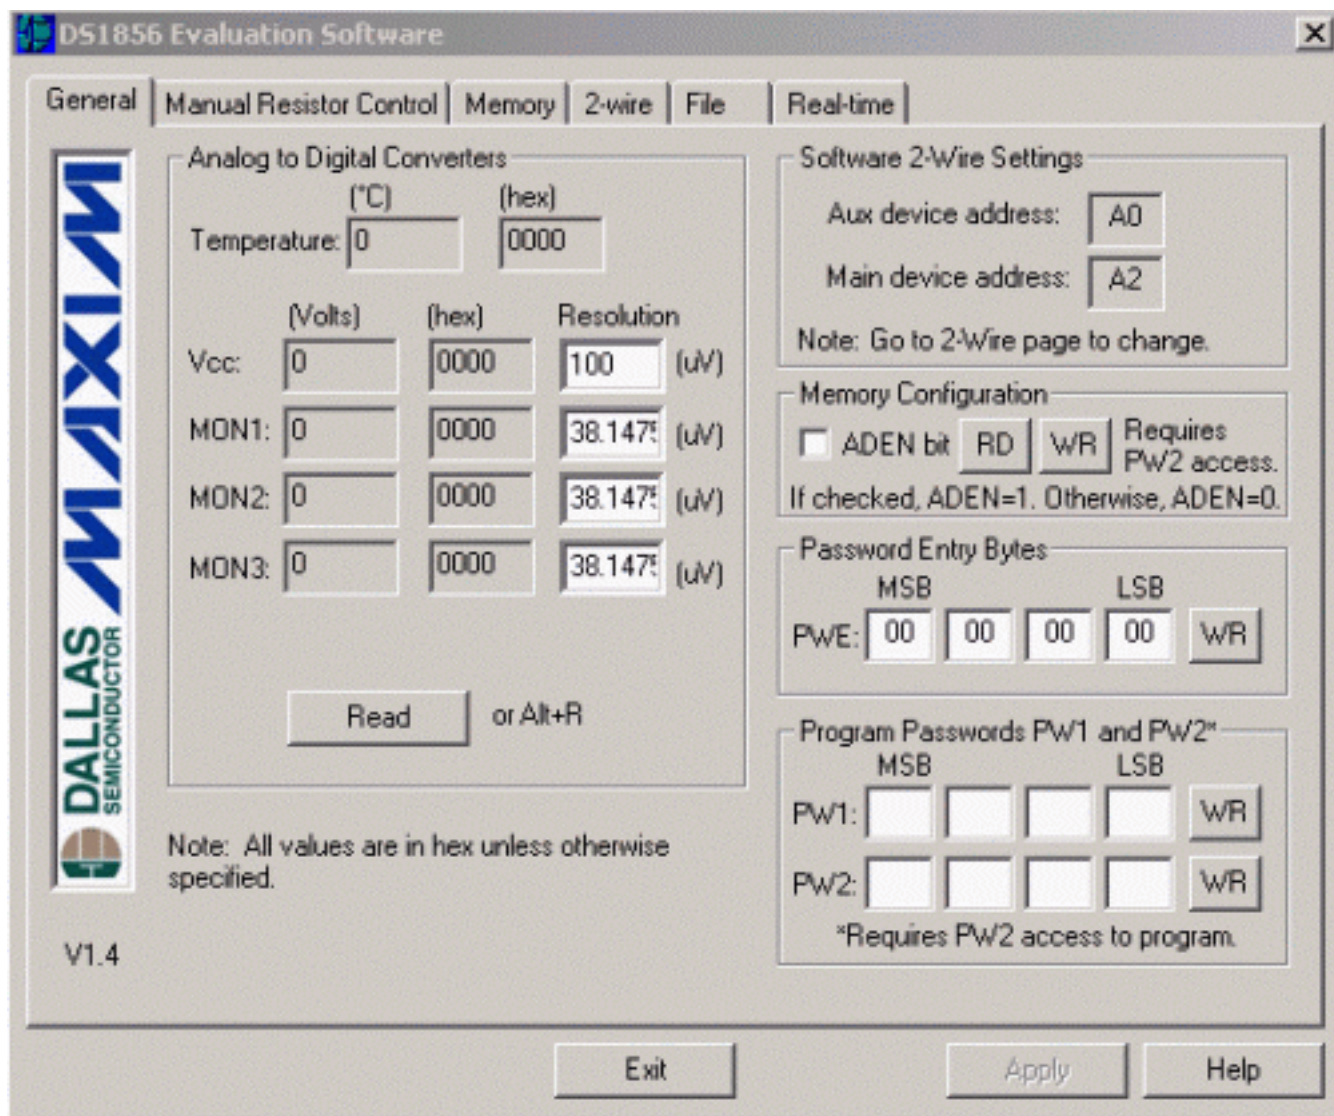 DS1856 Evaluation Software
General Manual Resistor Control Memory 2-wire File Real-time
MAXIM
DALLAS
SEMICONDUCTOR
V1.4
Analog to Digital Converters
(°C) (hex)
Temperature: 0 0000
(Volts) (hex) Resolution
Vcc: 0 0000 100 (uV)
MON1: 0 0000 38.1475 (uV)
MON2: 0 0000 38.1475 (uV)
MON3: 0 0000 38.1475 (uV)
Read or Alt+R
Note: All values are in hex unless otherwise
specified.
Software 2-Wire Settings
Aux device address: A0
Main device address: A2
Note: Go to 2-Wire page to change.
Memory Configuration
ADEN bit RD WR Requires
PW2 access.
If checked, ADEN=1. Otherwise, ADEN=0.
Password Entry Bytes
MSB LSB
PWE: 00 00 00 00 WR
Program Passwords PW1 and PW2*
MSB LSB
PW1: WR
PW2: WR
*Requires PW2 access to program.
Exit Apply Help